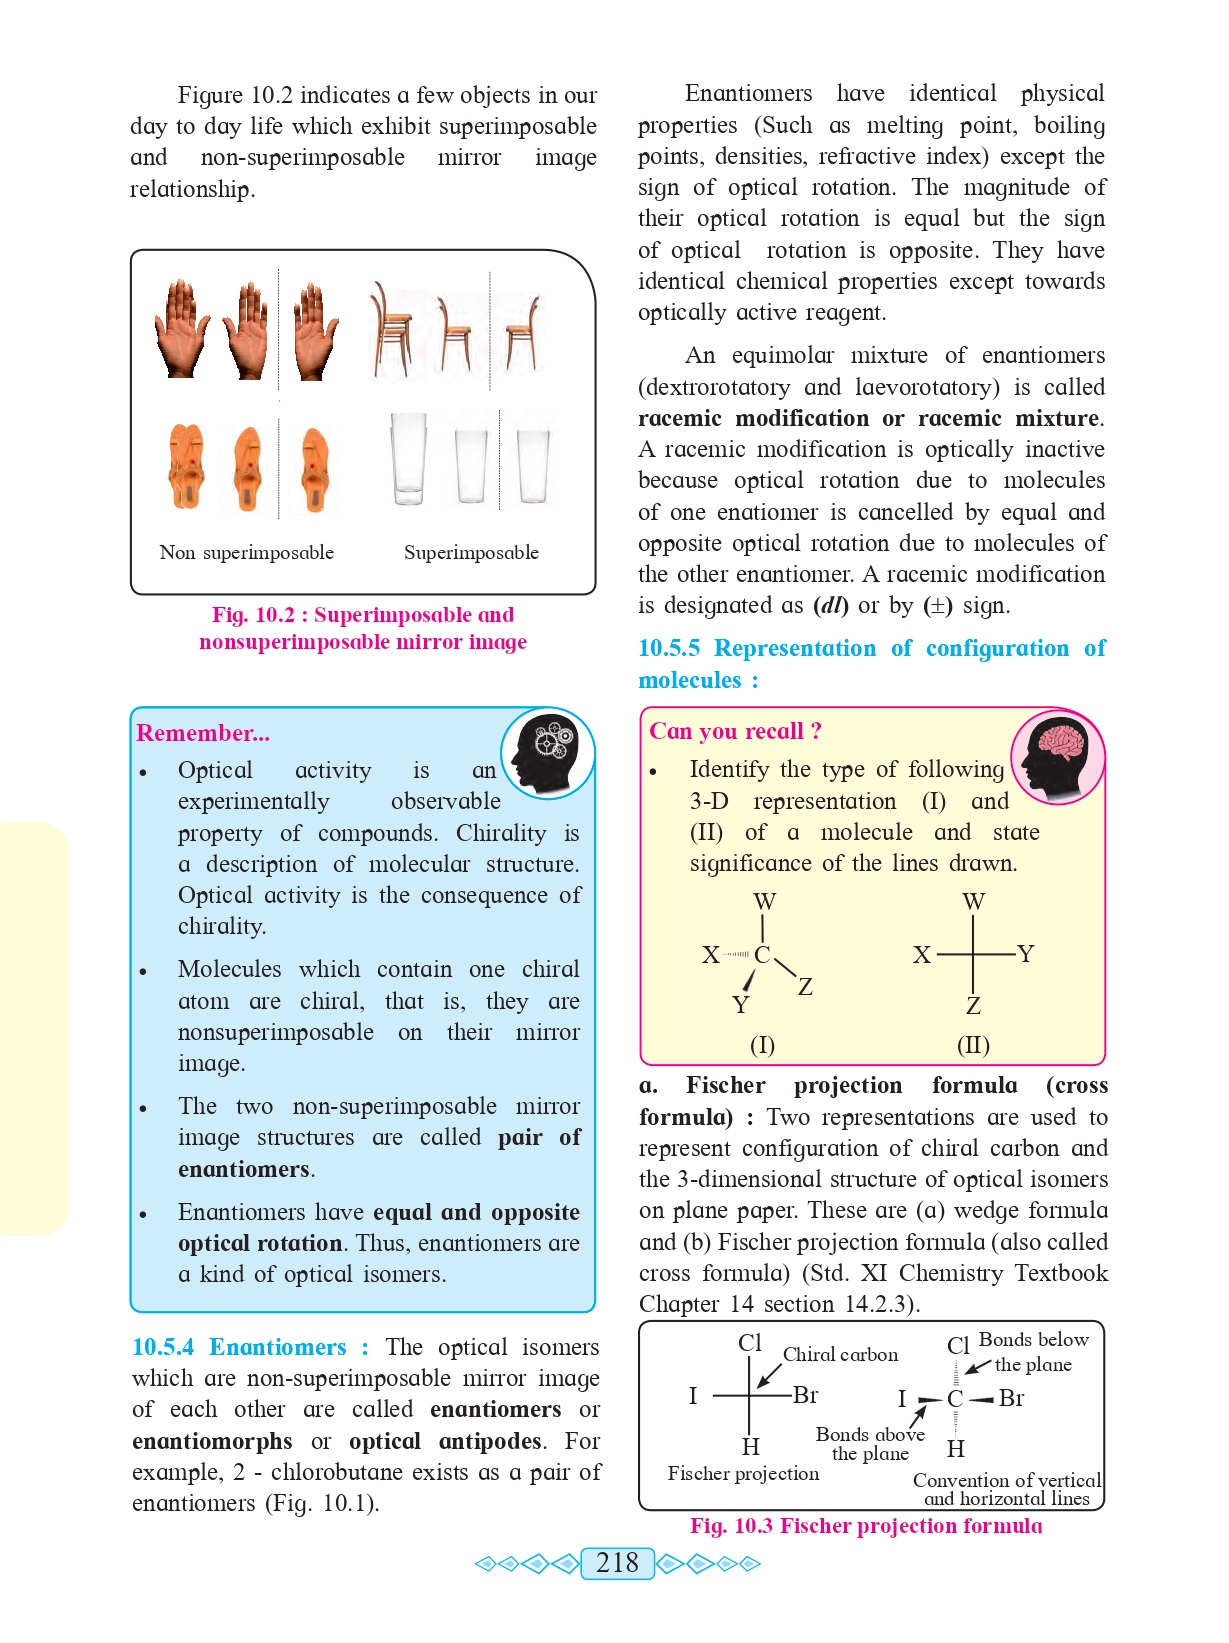 Figure 10.2 indicates a few objects in our
day to day life which exhibit superimposable
and non-superimposable mirror image
relationship.
Non superimposable
Superimposable
Fig. 10.2 : Superimposable and
nonsuperimposable mirror image
Remember...
• Optical activity is an
experimentally observable
property of compounds. Chirality is
a description of molecular structure.
Optical activity is the consequence of
chirality.
• Molecules which contain one chiral
atom are chiral, that is, they are
nonsuperimposable on their mirror
image.
• The two non-superimposable mirror
image structures are called pair of
enantiomers.
• Enantiomers have equal and opposite
optical rotation. Thus, enantiomers are
a kind of optical isomers.
10.5.4 Enantiomers : The optical isomers
which are non-superimposable mirror image
of each other are called enantiomers or
enantiomorphs or optical antipodes. For
example, 2 - chlorobutane exists as a pair of
enantiomers (Fig. 10.1).
Enantiomers have identical physical
properties (Such as melting point, boiling
points, densities, refractive index) except the
sign of optical rotation. The magnitude of
their optical rotation is equal but the sign
of optical rotation is opposite. They have
identical chemical properties except towards
optically active reagent.
An equimolar mixture of enantiomers
(dextrorotatory and laevorotatory) is called
racemic modification or racemic mixture.
A racemic modification is optically inactive
because optical rotation due to molecules
of one enatiomer is cancelled by equal and
opposite optical rotation due to molecules of
the other enantiomer. A racemic modification
is designated as (dl) or by (±) sign.
10.5.5 Representation of configuration of
molecules :
Can you recall ?
• Identify the type of following
3-D representation (I) and
(II) of a molecule and state
significance of the lines drawn.
W
X C
Z
Y
(I)
W
X Y
Z
(II)
a. Fischer projection formula (cross
formula) : Two representations are used to
represent configuration of chiral carbon and
the 3-dimensional structure of optical isomers
on plane paper. These are (a) wedge formula
and (b) Fischer projection formula (also called
cross formula) (Std. XI Chemistry Textbook
Chapter 14 section 14.2.3).
Cl
Chiral carbon
I Br
H
Fischer projection
Cl
Bonds below
the plane
I C Br
Bonds above
the plane
H
Convention of vertical
and horizontal lines
Fig. 10.3 Fischer projection formula
218